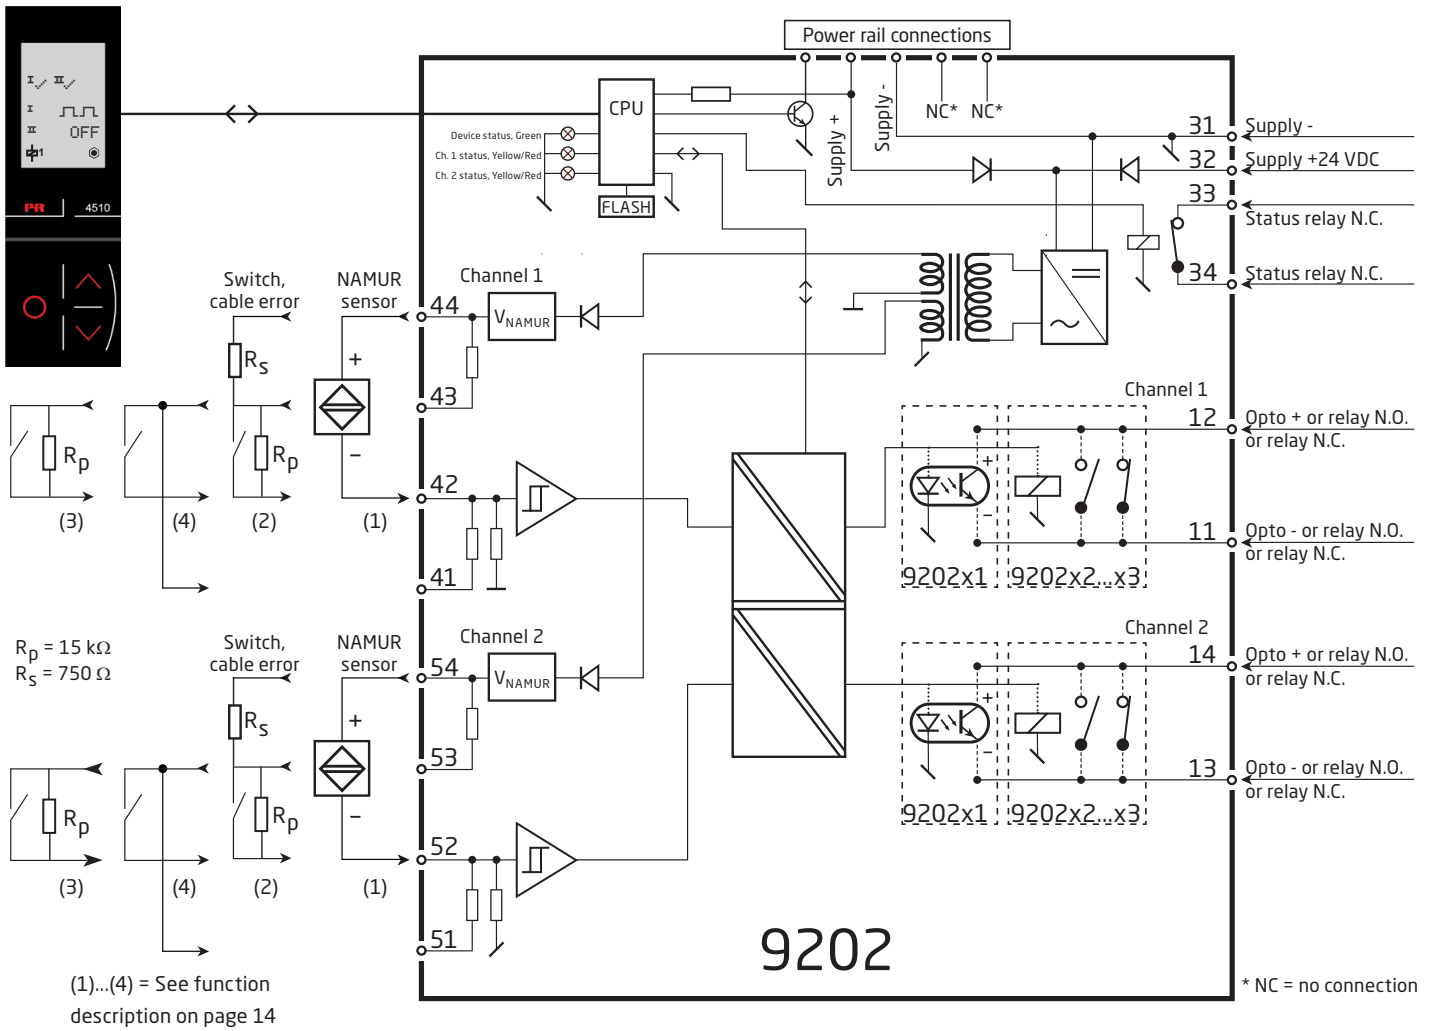 Power rail connections
CPU
FLASH
Device status, Green
Ch. 1 status, Yellow/Red
Ch. 2 status, Yellow/Red
Supply +
Supply -
NC*
NC*
I
II
I
II
OFF
1
PR
4510
31
Supply -
32
Supply +24 VDC
33
Status relay N.C.
34
Status relay N.C.
Switch,
cable error
NAMUR
sensor
44
Channel 1
VNAMUR
Rs
+
43
Rp
Rp
−
42
(3)
(4)
(2)
(1)
41
Channel 1
12
Opto + or relay N.O.
or relay N.C.
+
−
11
Opto - or relay N.O.
or relay N.C.
9202x1
9202x2...x3
Rp = 15 kΩ
Rs = 750 Ω
Switch,
cable error
NAMUR
sensor
54
Channel 2
VNAMUR
Rs
+
53
Rp
Rp
−
52
(3)
(4)
(2)
(1)
51
Channel 2
14
Opto + or relay N.O.
or relay N.C.
+
−
13
Opto - or relay N.O.
or relay N.C.
9202x1
9202x2...x3
9202
(1)...(4) = See function
description on page 14
* NC = no connection